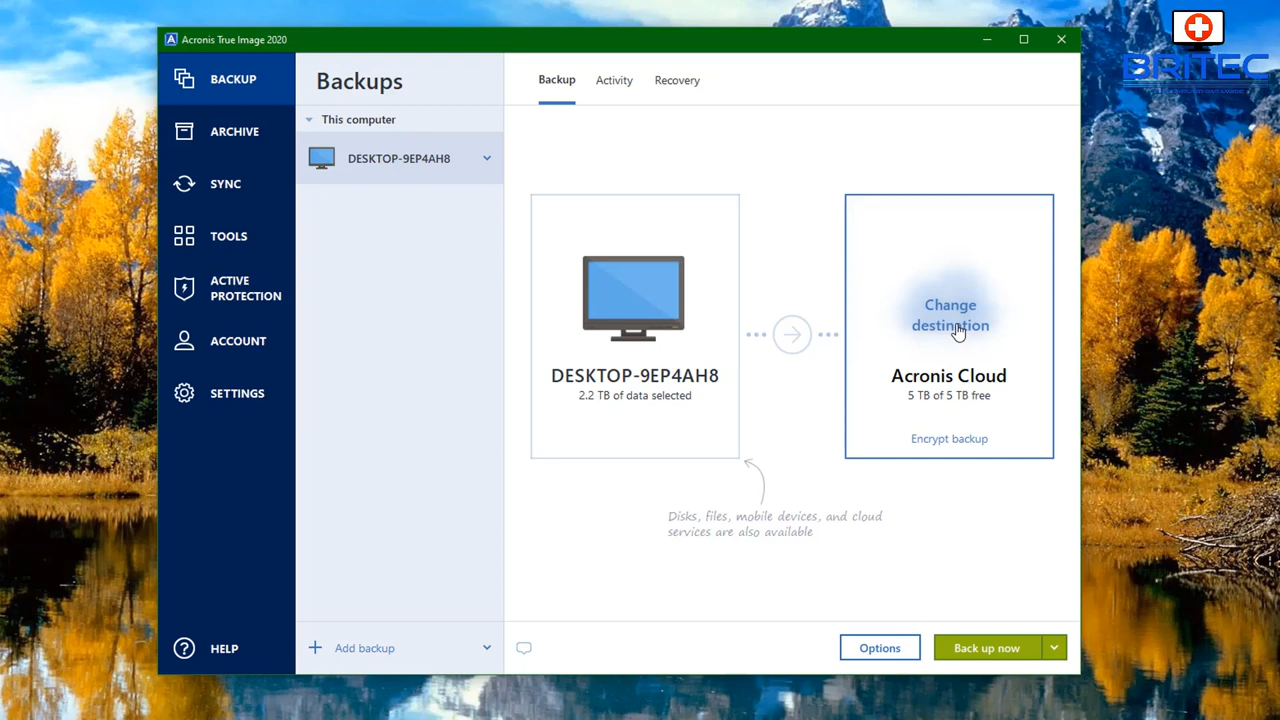 Acronis True Image 2020
BRITEC
BACKUP
ARCHIVE
SYNC
TOOLS
ACTIVE
PROTECTION
ACCOUNT
SETTINGS
HELP
Backups
This computer
DESKTOP-9EP4AH8
Add backup
Backup
Activity
Recovery
DESKTOP-9EP4AH8
2.2 TB of data selected
Change
destination
Acronis Cloud
5 TB of 5 TB free
Encrypt backup
Disks, files, mobile devices, and cloud
services are also available
Options
Back up now